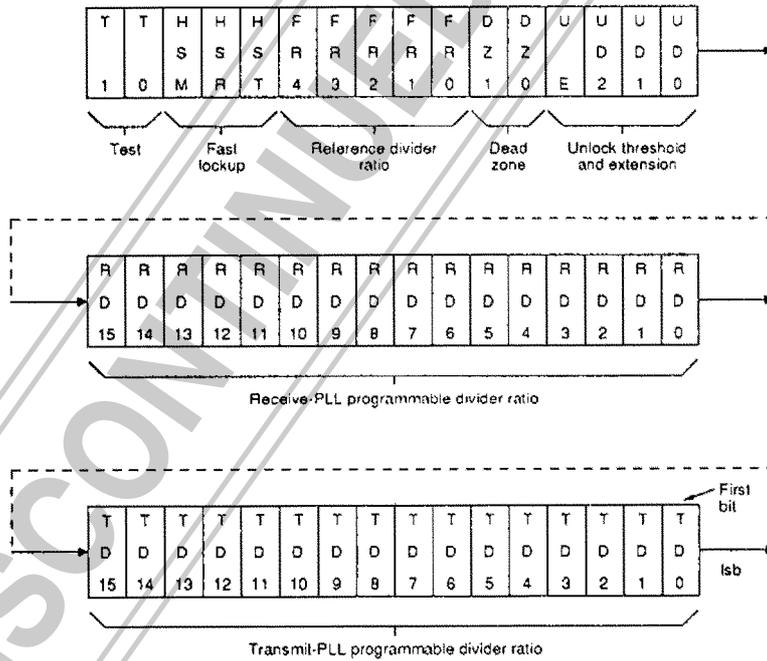 T T H H H F F F F F D D U U U U
S S S R R R R R Z Z D D D
1 0 M R T 4 3 2 1 0 1 0 E 2 1 0
Test
Fast
lockup
Reference divider
ratio
Dead
zone
Unlock threshold
and extension
R R R R R R R R R R R R R R R R
D D D D D D D D D D D D D D D D
15 14 13 12 11 10 9 8 7 6 5 4 3 2 1 0
Receive-PLL programmable divider ratio
First
bit
T T T T T T T T T T T T T T T T
D D D D D D D D D D D D D D D D
lsb
15 14 13 12 11 10 9 8 7 6 5 4 3 2 1 0
Transmit-PLL programmable divider ratio
ISCONTINUED